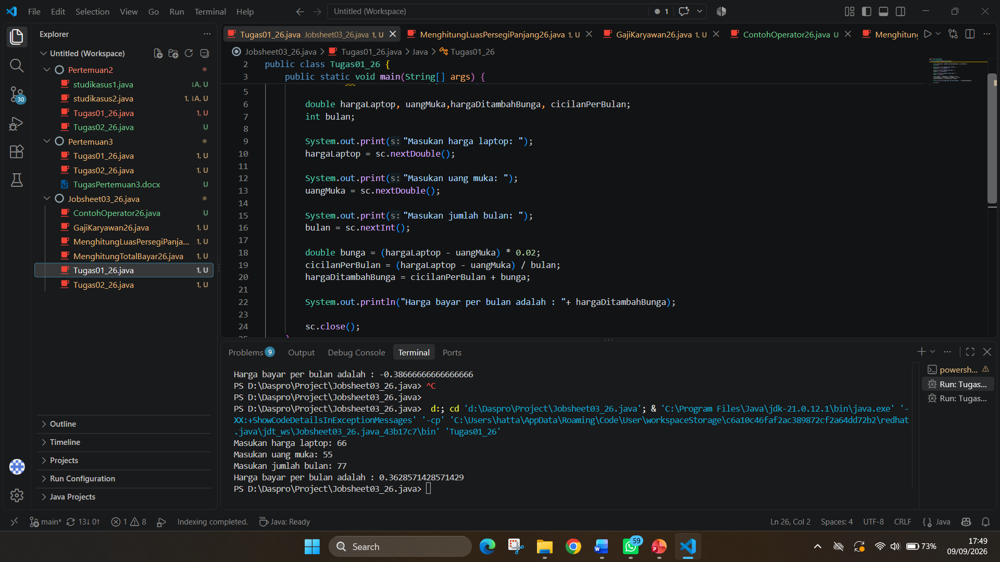 File Edit Selection View Go Run Terminal Help
Untitled (Workspace)
1
Explorer
Untitled (Workspace)
Pertemuan2
studikasus1.java ↓A, U
studikasus2.java 1, ↓A, U
Tugas01_26.java 1, U
Tugas02_26.java U
Pertemuan3
Tugas01_26.java 1, U
Tugas02_26.java 1, U
TugasPertemuan3.docx U
Jobsheet03_26.java
ContohOperator26.java U
GajiKaryawan26.java 1, U
MenghitungLuasPersegiPanja... 1, U
MenghitungTotalBayar26.java 1, U
Tugas01_26.java 1, U
Tugas02_26.java 1, U
Outline
Timeline
Projects
Run Configuration
Java Projects
30
Tugas01_26.java Jobsheet03_26.java 1, U
MenghitungLuasPersegiPanjang26.java 1, U
GajiKaryawan26.java 1, U
ContohOperator26.java U
Menghitung
Jobsheet03_26.java > Tugas01_26.java > Java > Tugas01_26
2 public class Tugas01_26 {
3 public static void main(String[] args) {
5
6 double hargaLaptop, uangMuka,hargaDitambahBunga, cicilanPerBulan;
7 int bulan;
8
9 System.out.print(s: "Masukan harga laptop: ");
10 hargaLaptop = sc.nextDouble();
11
12 System.out.print(s: "Masukan uang muka: ");
13 uangMuka = sc.nextDouble();
14
15 System.out.print(s: "Masukan jumlah bulan: ");
16 bulan = sc.nextInt();
17
18 double bunga = (hargaLaptop - uangMuka) * 0.02;
19 cicilanPerBulan = (hargaLaptop - uangMuka) / bulan;
20 hargaDitambahBunga = cicilanPerBulan + bunga;
21
22 System.out.println("Harga bayar per bulan adalah : "+ hargaDitambahBunga);
23
24 sc.close();
Problems 9 Output Debug Console Terminal Ports
Harga bayar per bulan adalah : -0.38666666666666666
PS D:\Daspro\Project\Jobsheet03_26.java> ^C
PS D:\Daspro\Project\Jobsheet03_26.java>
PS D:\Daspro\Project\Jobsheet03_26.java> d:; cd 'd:\Daspro\Project\Jobsheet03_26.java'; & 'C:\Program Files\Java\jdk-21.0.12.1\bin\java.exe' '-
XX:+ShowCodeDetailsInExceptionMessages' '-cp' 'C:\Users\hatta\AppData\Roaming\Code\User\workspaceStorage\c6a10c46faf2ac389872cf2a64dd72b2\redhat
.java\jdt_ws\Jobsheet03_26.java_43b17c7\bin' 'Tugas01_26'
Masukan harga laptop: 66
Masukan uang muka: 55
Masukan jumlah bulan: 77
Harga bayar per bulan adalah : 0.3628571428571429
PS D:\Daspro\Project\Jobsheet03_26.java>
powersh...
Run: Tugas...
Run: Tugas...
main* 13↓ 0↑ 1 8 Indexing completed. Java: Ready
Ln 26, Col 2 Spaces: 4 UTF-8 CRLF {} Java
Search
59
73%
17:49
09/09/2026